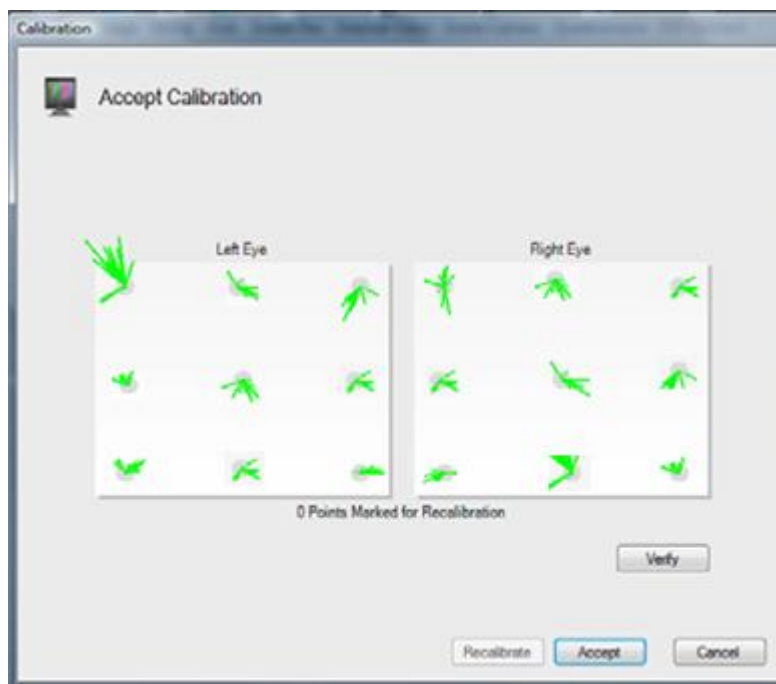 Calibration
Accept Calibration
Left Eye
Right Eye
0 Points Marked for Recalibration
Verify
Recalibrate
Accept
Cancel